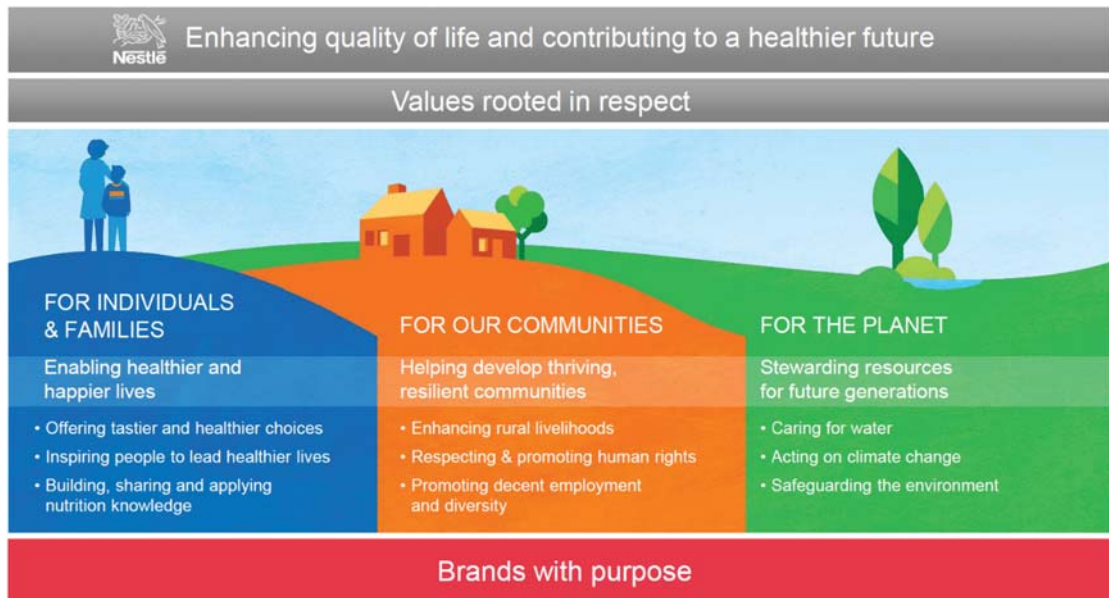 Nestlé
Enhancing quality of life and contributing to a healthier future
Values rooted in respect
FOR INDIVIDUALS
& FAMILIES
Enabling healthier and
happier lives
• Offering tastier and healthier choices
• Inspiring people to lead healthier lives
• Building, sharing and applying
nutrition knowledge
FOR OUR COMMUNITIES
Helping develop thriving,
resilient communities
• Enhancing rural livelihoods
• Respecting & promoting human rights
• Promoting decent employment
and diversity
FOR THE PLANET
Stewarding resources
for future generations
• Caring for water
• Acting on climate change
• Safeguarding the environment
Brands with purpose